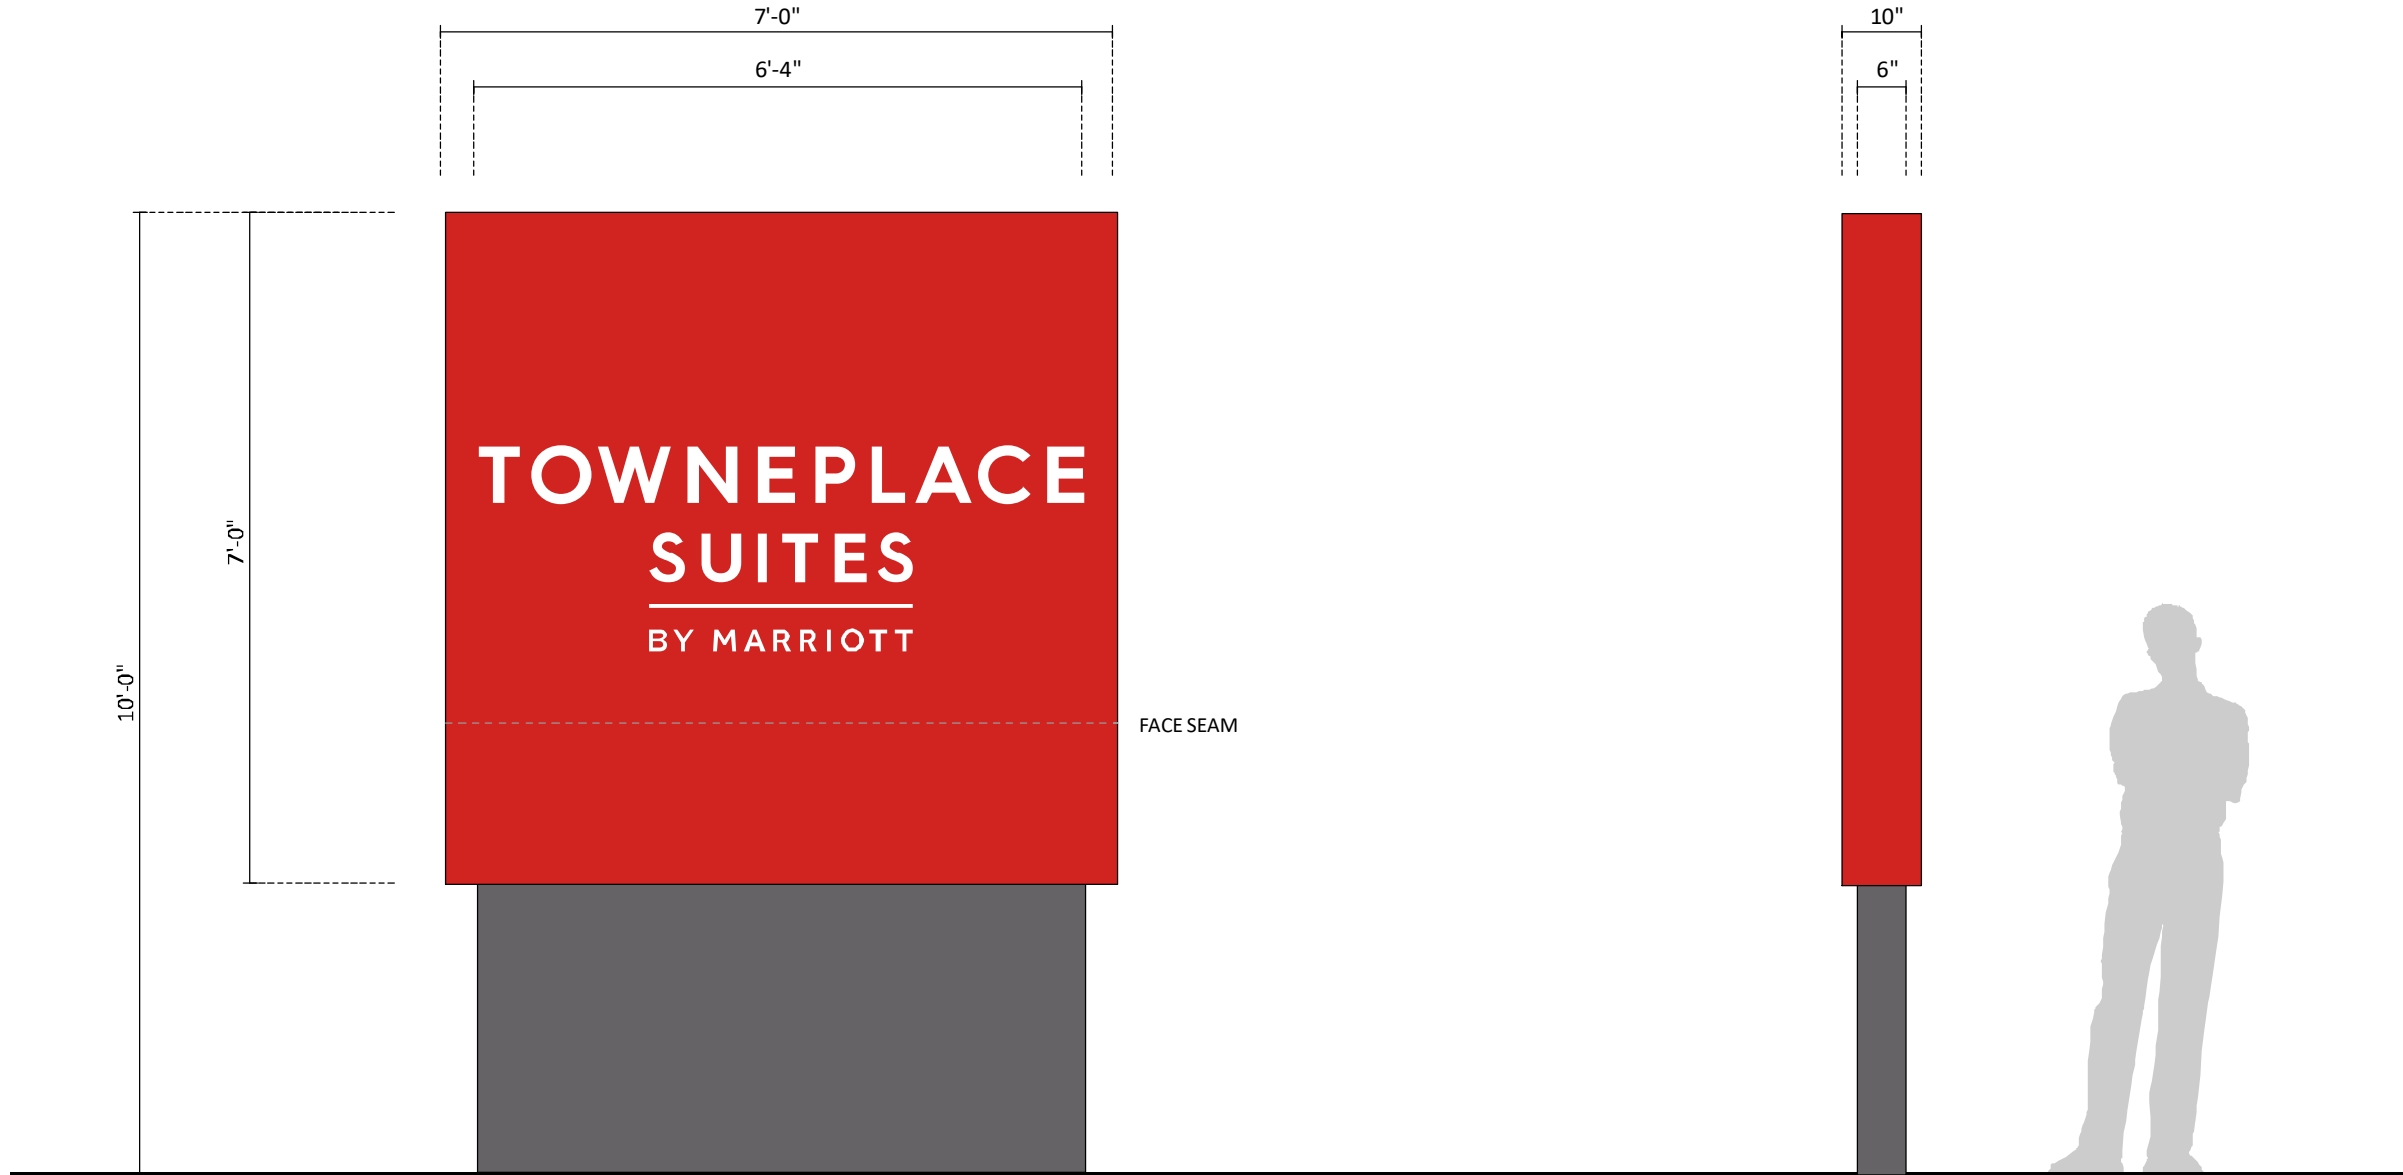 7'-0"
10"
6'-4"
6"
TOWNEPLACE
SUITES
BY MARRIOTT
7'-0"
10'-0"
FACE SEAM